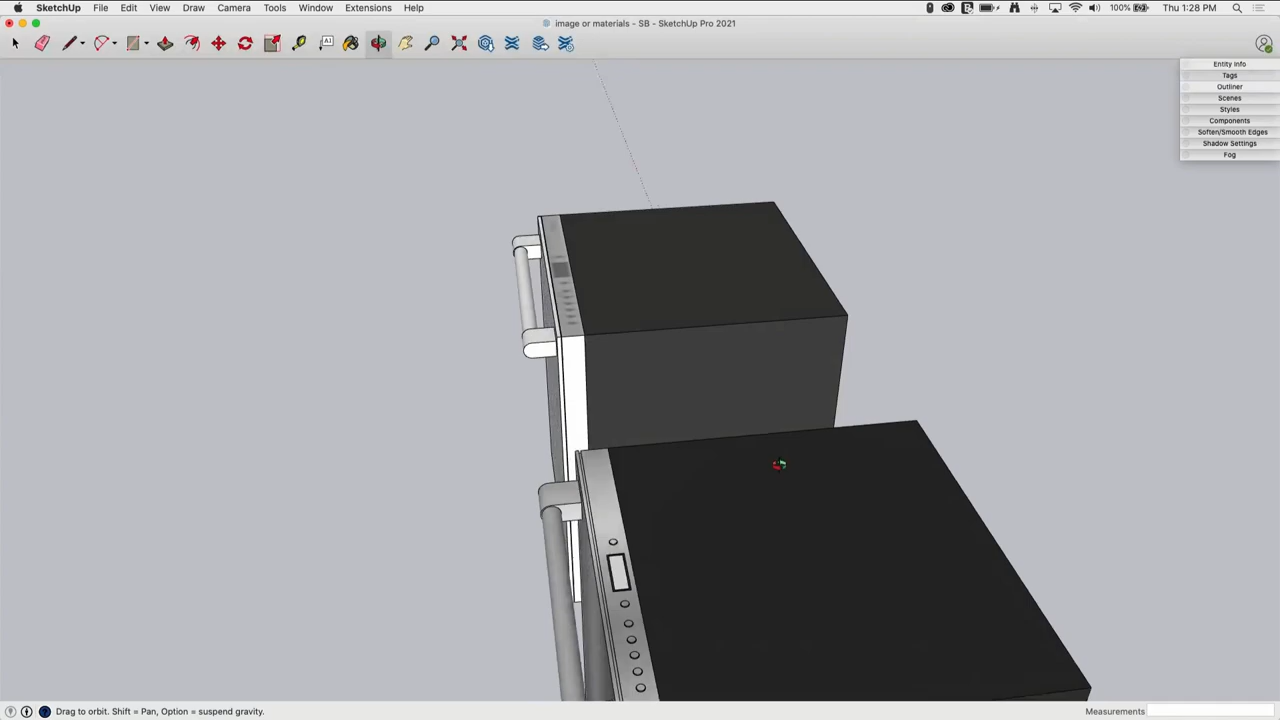 SketchUp File Edit View Draw Camera Tools Window Extensions Help 100% Thu 1:28 PM
image or materials - SB - SketchUp Pro 2021
Entity Info
Tags
Outliner
Scenes
Styles
Components
Soften/Smooth Edges
Shadow Settings
Fog
Drag to orbit. Shift = Pan, Option = suspend gravity.
Measurements